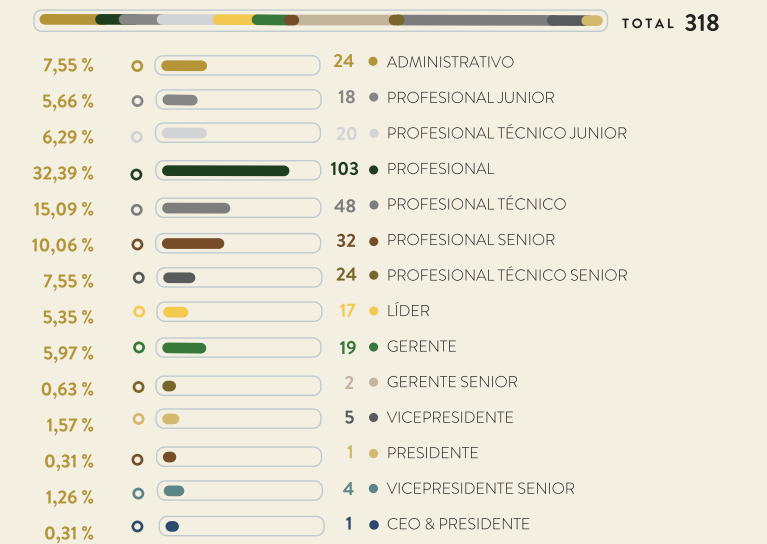 TOTAL 318
7,55 % 24 ADMINISTRATIVO
5,66 % 18 PROFESIONAL JUNIOR
6,29 % 20 PROFESIONAL TÉCNICO JUNIOR
32,39 % 103 PROFESIONAL
15,09 % 48 PROFESIONAL TÉCNICO
10,06 % 32 PROFESIONAL SENIOR
7,55 % 24 PROFESIONAL TÉCNICO SENIOR
5,35 % 17 LÍDER
5,97 % 19 GERENTE
0,63 % 2 GERENTE SENIOR
1,57 % 5 VICEPRESIDENTE
0,31 % 1 PRESIDENTE
1,26 % 4 VICEPRESIDENTE SENIOR
0,31 % 1 CEO & PRESIDENTE